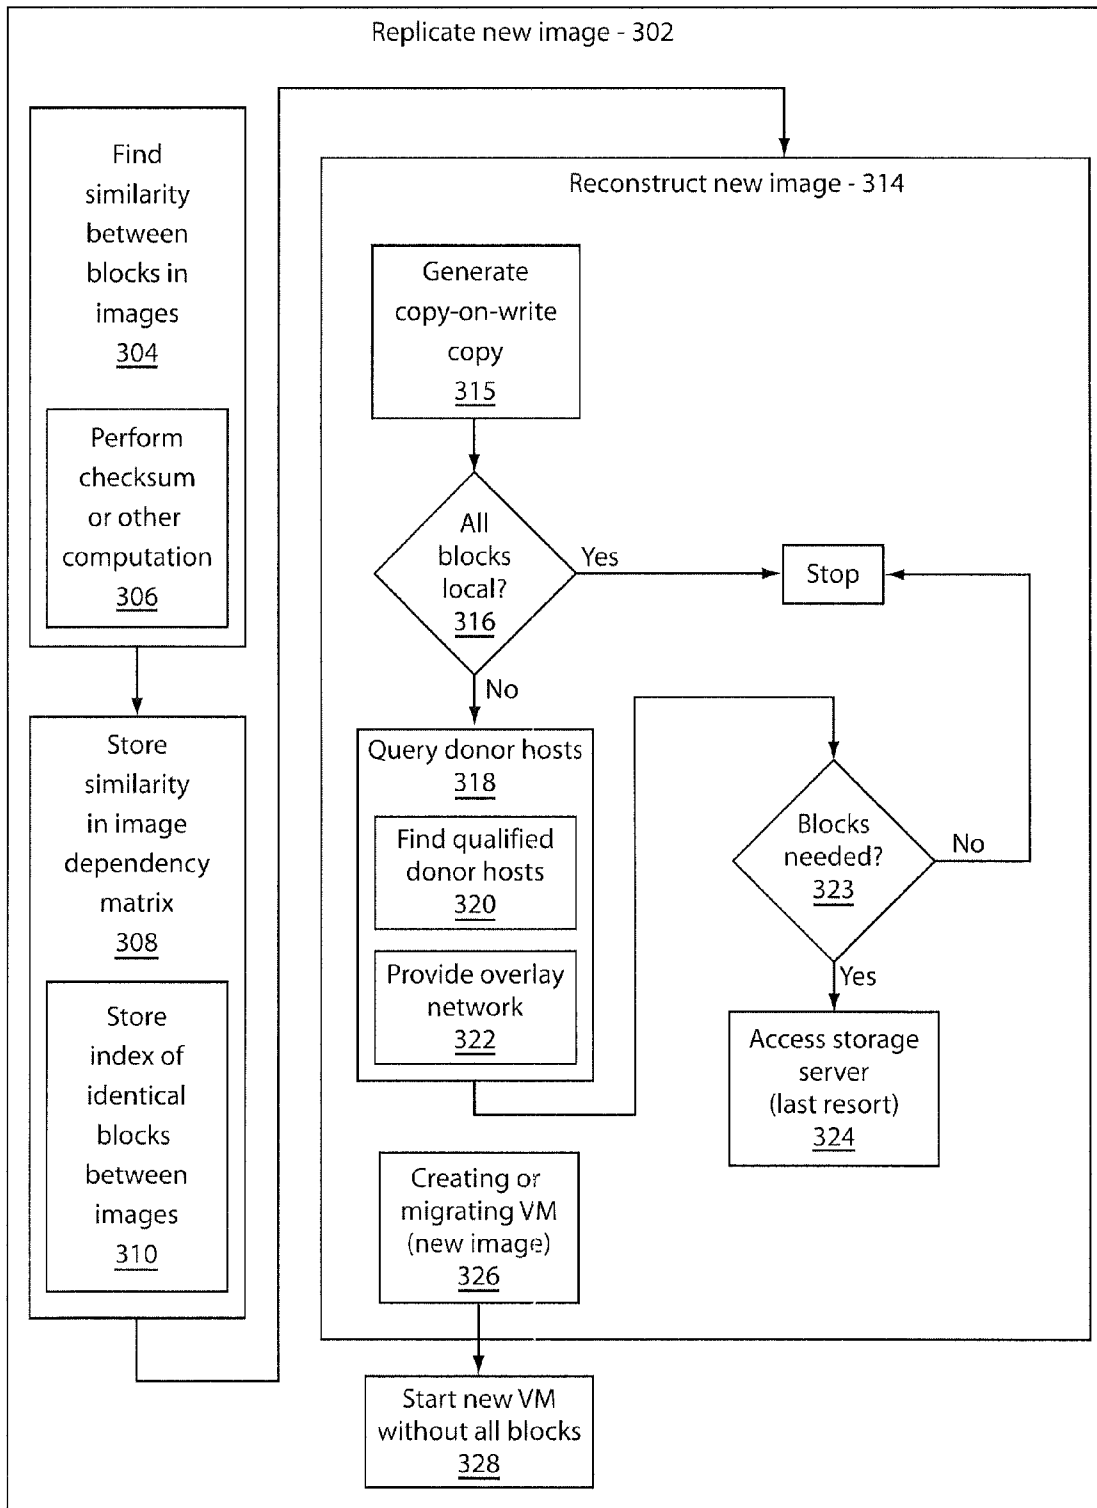 Replicate new image - 302
Find
similarity
between
blocks in
images
304
Perform
checksum
or other
computation
306
Store
similarity
in image
dependency
matrix
308
Store
index of
identical
blocks
between
images
310
Reconstruct new image - 314
Generate
copy-on-write
copy
315
All
blocks
local?
316
Yes
Stop
No
Query donor hosts
318
Find qualified
donor hosts
320
Provide overlay
network
322
Blocks
needed?
323
No
Yes
Access storage
server
(last resort)
324
Creating or
migrating VM
(new image)
326
Start new VM
without all blocks
328